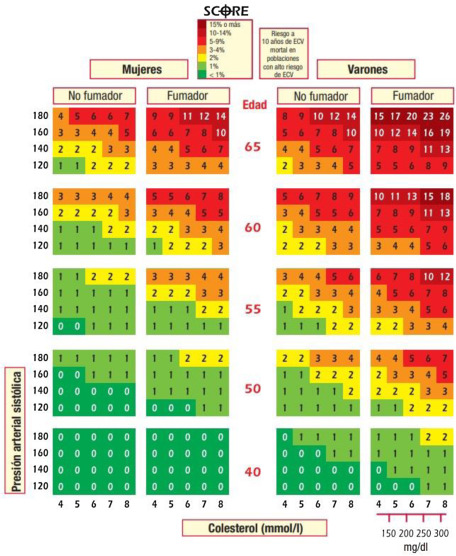 SCORE
15% o más
10-14%
5-9%
3-4%
2%
1%
< 1%
Riesgo a
10 años de ECV
mortal en
poblaciones
con alto riesgo
de ECV
Mujeres
Varones
No fumador Fumador Edad No fumador Fumador
180 4 5 6 6 7 9 9 11 12 14 8 9 10 12 14 15 17 20 23 26
160 3 3 4 4 5 6 6 7 8 10 5 6 7 8 10 10 12 14 16 19
65
140 2 2 2 3 3 4 4 5 6 7 4 4 5 6 7 7 8 9 11 13
120 1 1 2 2 2 3 3 3 4 4 2 3 3 4 5 5 5 6 8 9
180 3 3 3 4 4 5 5 6 7 8 5 6 7 8 9 10 11 13 15 18
160 2 2 2 2 3 3 4 4 5 5 3 4 5 5 6 7 8 9 11 13
60
140 1 1 1 2 2 2 2 3 3 4 2 3 3 4 4 5 5 6 7 9
120 1 1 1 1 1 1 2 2 2 3 2 2 2 3 3 3 4 4 5 6
180 1 1 2 2 2 3 3 3 4 4 3 4 4 5 6 6 7 8 10 12
160 1 1 1 1 1 2 2 2 3 3 2 2 3 3 4 4 5 6 7 8
55
140 1 1 1 1 1 1 1 1 2 2 1 2 2 2 3 3 3 4 5 6
120 0 0 1 1 1 1 1 1 1 1 1 1 1 2 2 2 2 3 3 4
180 1 1 1 1 1 1 1 2 2 2 2 2 3 3 4 4 4 5 6 7
160 0 0 1 1 1 1 1 1 1 1 1 1 2 2 2 2 3 3 4 5
50
140 0 0 0 0 0 1 1 1 1 1 1 1 1 1 2 2 2 2 3 3
120 0 0 0 0 0 0 0 0 1 1 1 1 1 1 1 1 1 2 2 2
180 0 0 0 0 0 0 0 0 0 0 0 1 1 1 1 1 1 1 2 2
160 0 0 0 0 0 0 0 0 0 0 0 0 0 1 1 1 1 1 1 1
40
140 0 0 0 0 0 0 0 0 0 0 0 0 0 0 0 0 1 1 1 1
120 0 0 0 0 0 0 0 0 0 0 0 0 0 0 0 0 0 0 1 1
4 5 6 7 8 4 5 6 7 8 4 5 6 7 8 4 5 6 7 8
Presión arterial sistólica
Colesterol (mmol/l)
150 200 250 300
mg/dl